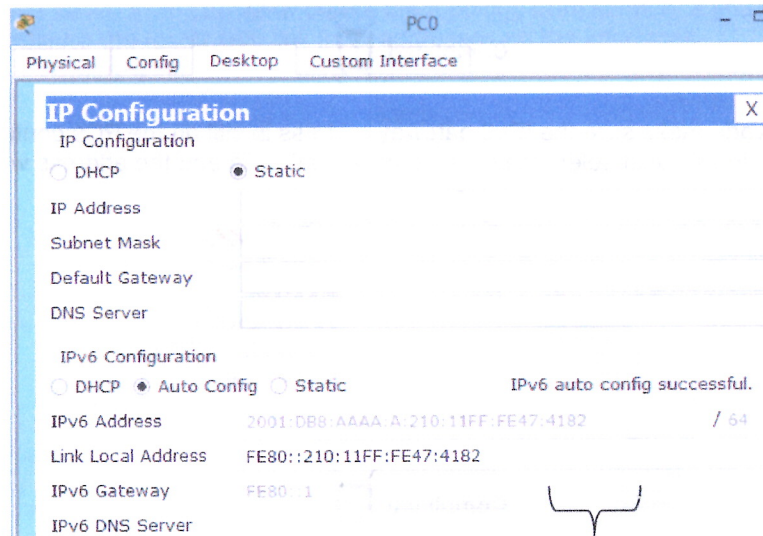 PC0
Physical Config Desktop Custom Interface
IP Configuration X
IP Configuration
DHCP Static
IP Address
Subnet Mask
Default Gateway
DNS Server
IPv6 Configuration
DHCP Auto Config Static IPv6 auto config successful.
IPv6 Address 2001:DB8:AAAA:A:210:11FF:FE47:4182 / 64
Link Local Address FE80::210:11FF:FE47:4182
IPv6 Gateway FE80::1
IPv6 DNS Server